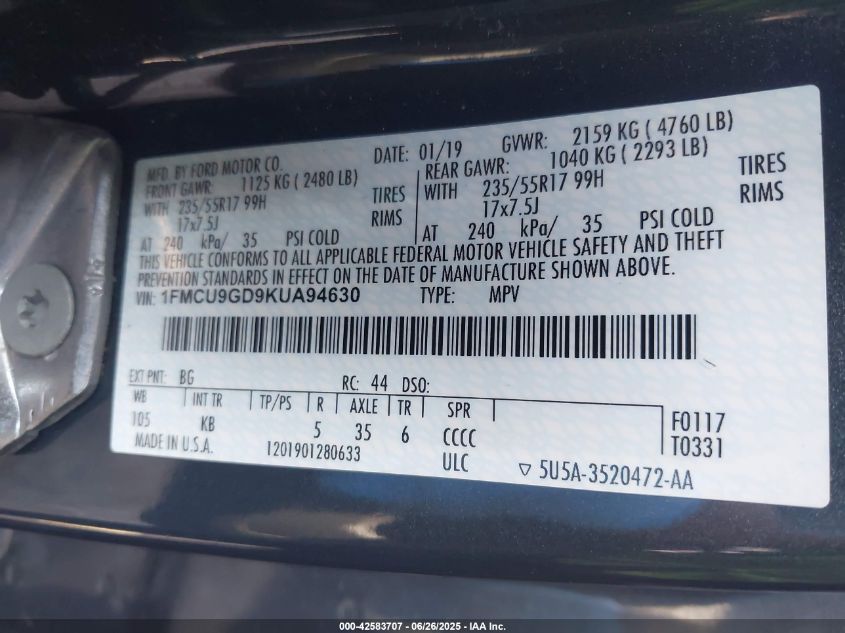 MFD. BY FORD MOTOR CO. DATE: 01/19 GVWR: 2159 KG ( 4760 LB)
FRONT GAWR: 1125 KG ( 2480 LB) REAR GAWR: 1040 KG ( 2293 LB)
WITH 235/55R17 99H TIRES WITH 235/55R17 99H TIRES
17x7.5J RIMS 17x7.5J RIMS
AT 240 kPa/ 35 PSI COLD AT 240 kPa/ 35 PSI COLD
THIS VEHICLE CONFORMS TO ALL APPLICABLE FEDERAL MOTOR VEHICLE SAFETY AND THEFT
PREVENTION STANDARDS IN EFFECT ON THE DATE OF MANUFACTURE SHOWN ABOVE.
VIN: 1FMCU9GD9KUA94630 TYPE: MPV
EXT PNT: BG RC: 44 DSO:
WB INT TR TP/PS R AXLE TR SPR F0117
105 KB 5 35 6 CCCC T0331
MADE IN U.S.A. 1201901280633 ULC ▽ 5U5A-3520472-AA
000-42583707 - 06/26/2025 - IAA Inc.